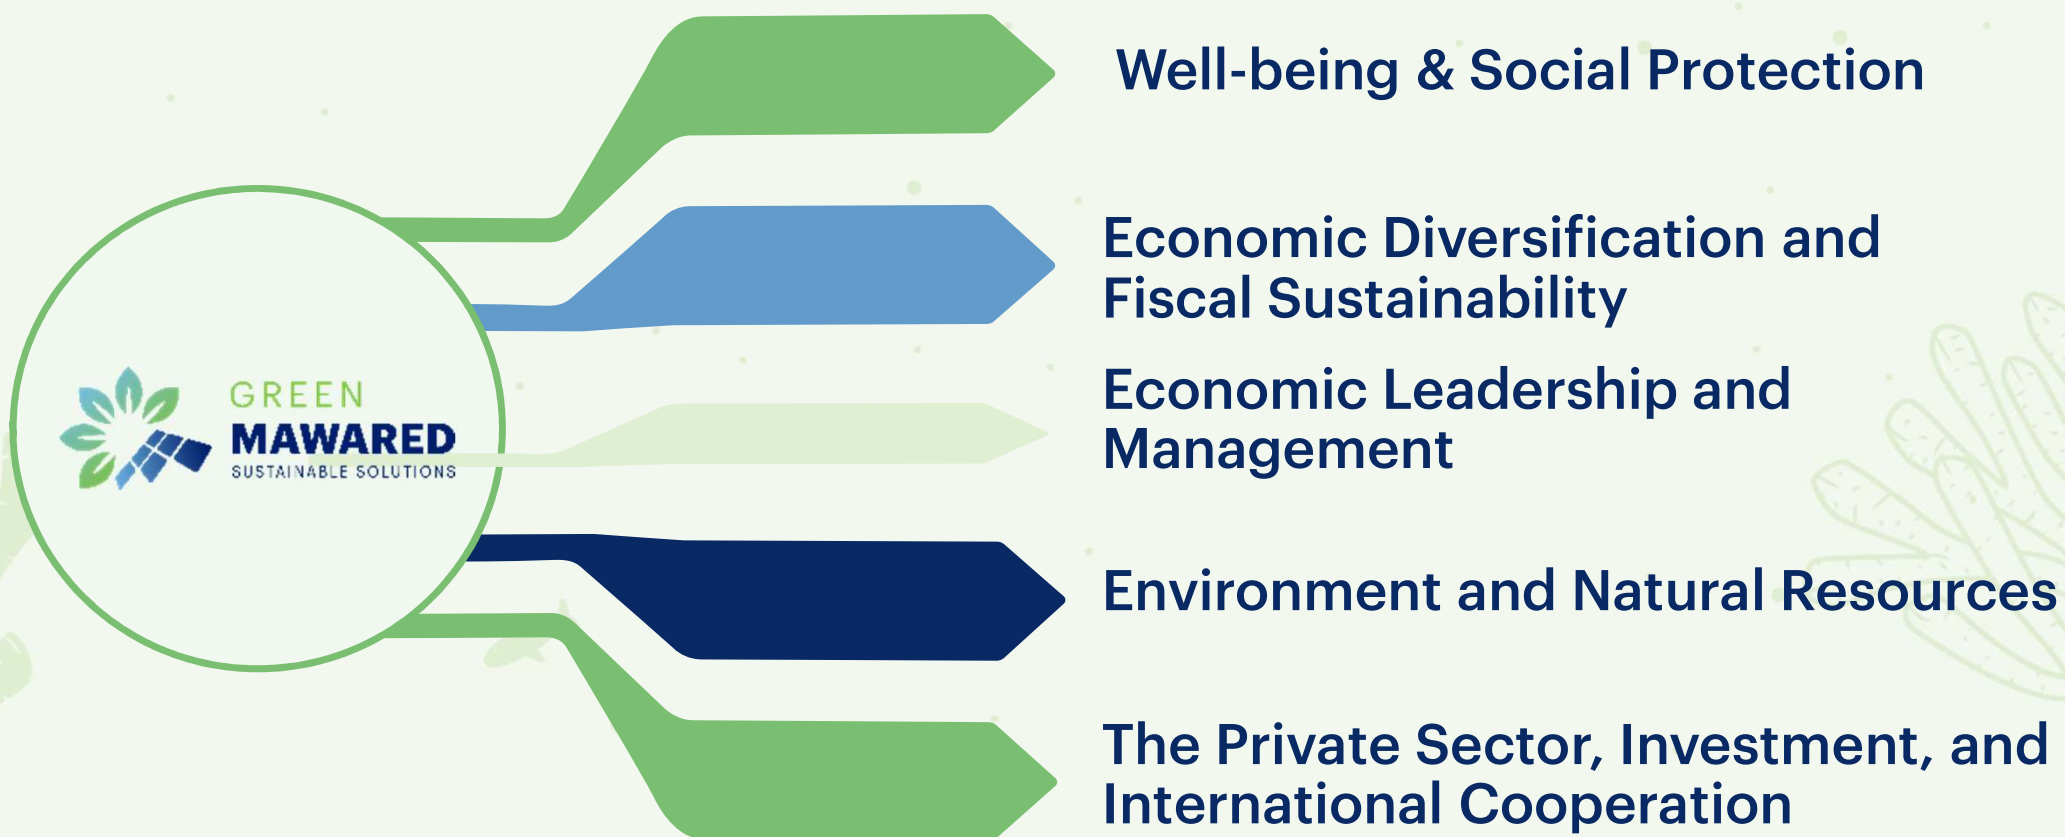 Well-being & Social Protection
Economic Diversification and
Fiscal Sustainability
GREEN
MAWARED
SUSTAINABLE SOLUTIONS
Economic Leadership and
Management
Environment and Natural Resources
The Private Sector, Investment, and
International Cooperation